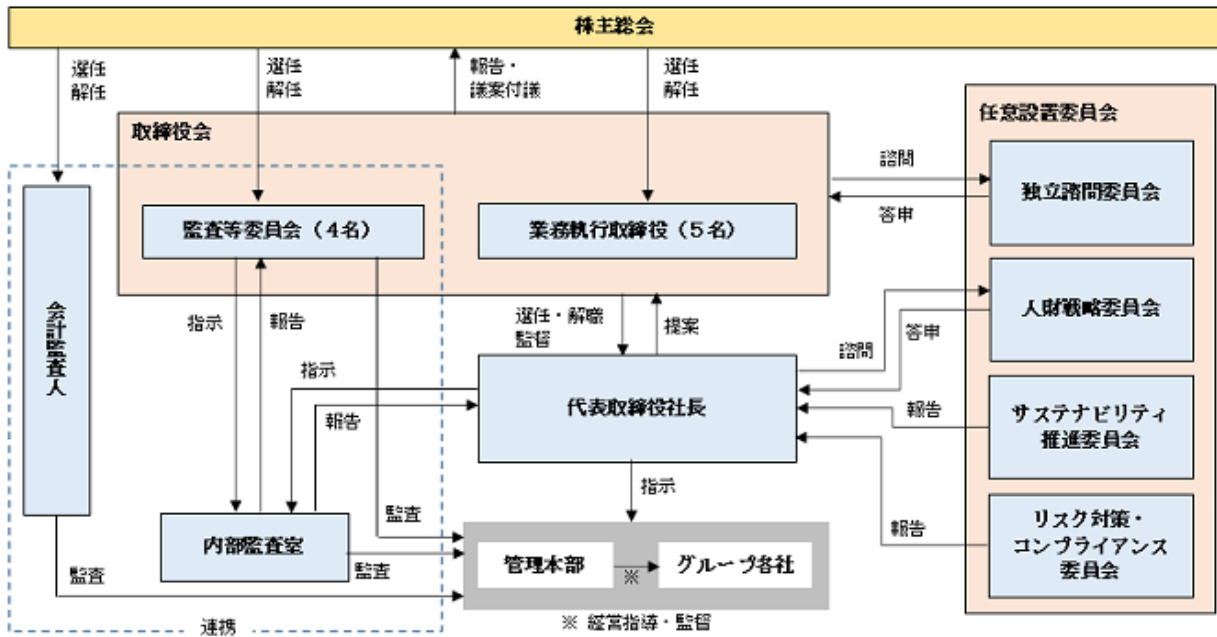 株主総会
選任
解任
選任
解任
報告・
議案付議
選任
解任
取締役会
任意設置委員会
諮問
答申
独立諮問委員会
監査等委員会（４名）
業務執行取締役（５名）
会計監査人
指示
報告
選任・解職
監督
提案
人財戦略委員会
諮問
答申
指示
報告
代表取締役社長
報告
サステナビリティ
推進委員会
指示
監査
報告
リスク対策・
コンプライアンス
委員会
内部監査室
監査
監査
管理本部
※
グループ各社
※ 経営指導・監督
連携